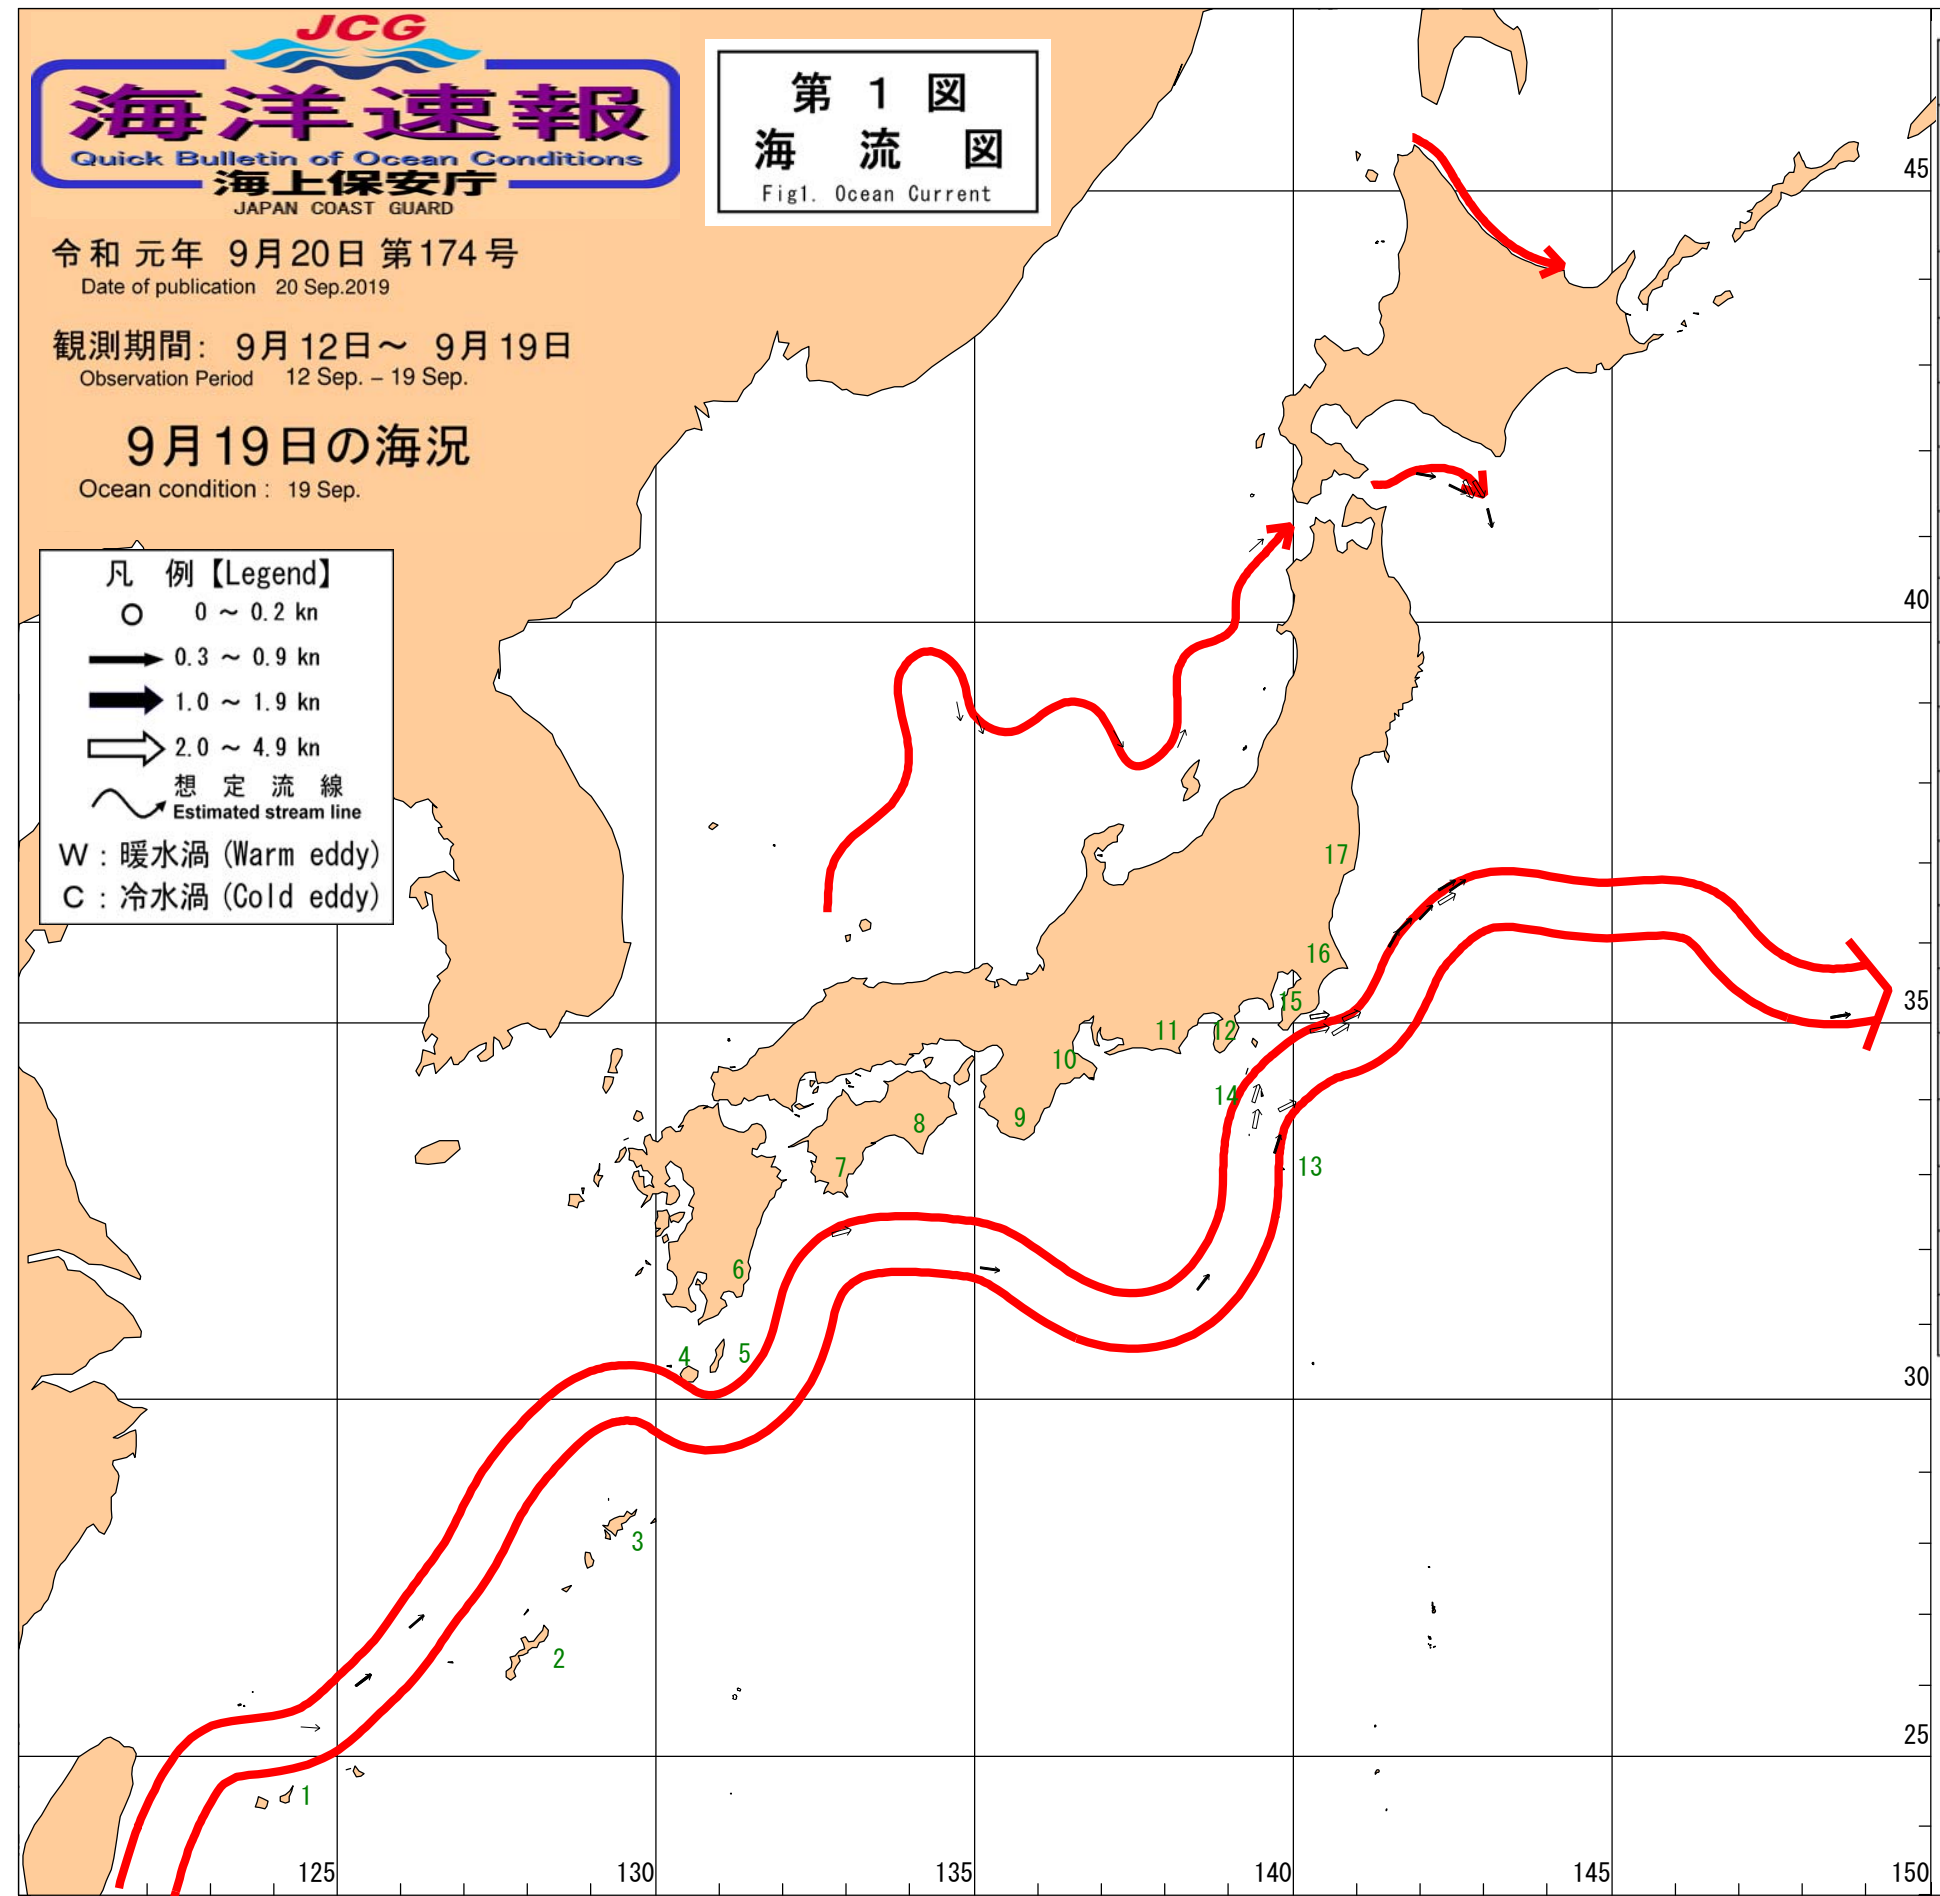 JCG
海洋速報
Quick Bulletin of Ocean Conditions
海上保安庁
JAPAN COAST GUARD
第 1 図
海 流 図
Fig1. Ocean Current
令和 元年 9月20日 第174号
Date of publication 20 Sep.2019
観測期間: 9月12日～ 9月19日
Observation Period 12 Sep. – 19 Sep.
9月19日の海況
Ocean condition : 19 Sep.
凡 例【Legend】
0 ～ 0.2 kn
0.3 ～ 0.9 kn
1.0 ～ 1.9 kn
2.0 ～ 4.9 kn
想 定 流 線
Estimated stream line
W : 暖水渦 (Warm eddy)
C : 冷水渦 (Cold eddy)
45
40
17
16
35
15
11
12
10
14
9
8
13
7
6
4
5
30
3
2
25
1
125
130
135
140
145
150